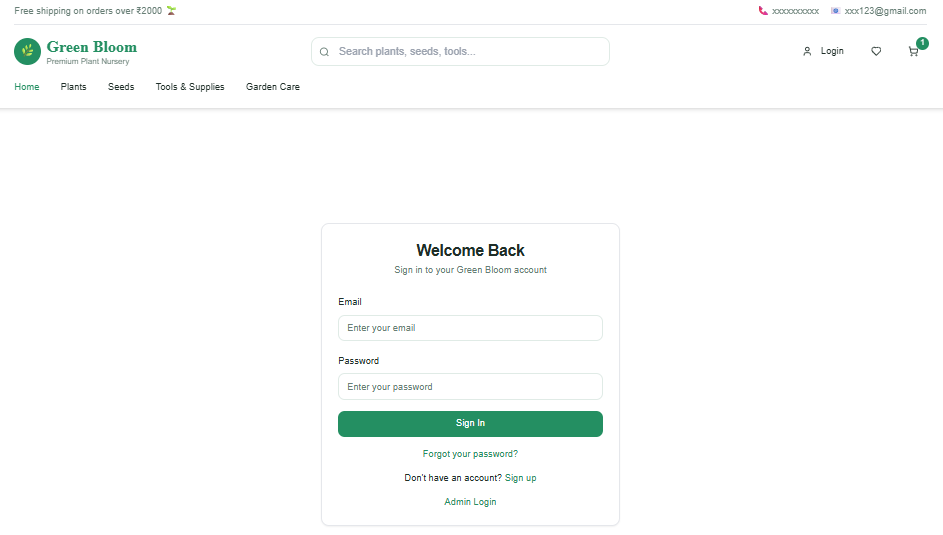 Free shipping on orders over ₹2000 🌱
📞 xxxxxxxxxx 📧 xxx123@gmail.com
Green Bloom
Premium Plant Nursery
Search plants, seeds, tools...
Login
1
Home Plants Seeds Tools & Supplies Garden Care
Welcome Back
Sign in to your Green Bloom account
Email
Enter your email
Password
Enter your password
Sign In
Forgot your password?
Don't have an account? Sign up
Admin Login